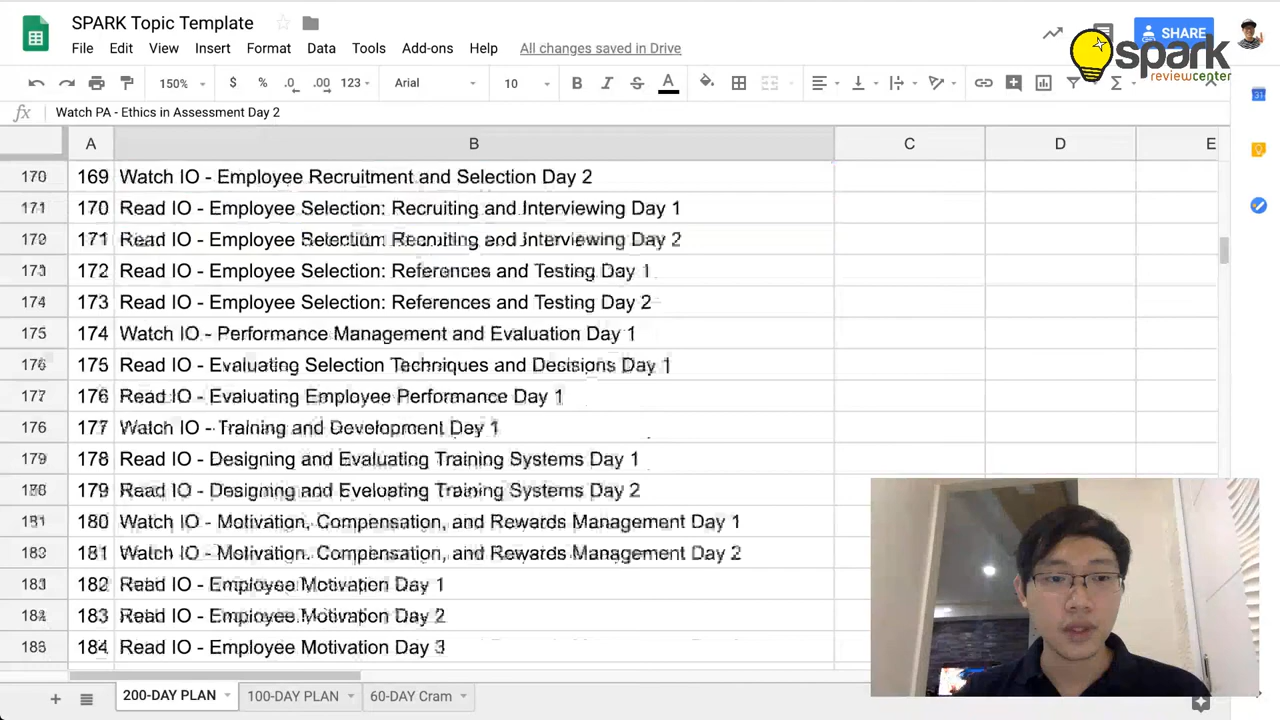 SPARK Topic Template
File Edit View Insert Format Data Tools Add-ons Help All changes saved in Drive
SHARE
spark
reviewcenter
150% $ % .0 .00 123 Arial 10 B I S A
fx Watch PA - Ethics in Assessment Day 2
A B C D E
170 169 Watch IO - Employee Recruitment and Selection Day 2
171 170 Read IO - Employee Selection: Recruiting and Interviewing Day 1
171 Read IO - Employee Selection: Recruiting and Interviewing Day 2
172 Read IO - Employee Selection: References and Testing Day 1
174 173 Read IO - Employee Selection: References and Testing Day 2
175 174 Watch IO - Performance Management and Evaluation Day 1
175 Read IO - Evaluating Selection Techniques and Decisions Day 1
177 176 Read IO - Evaluating Employee Performance Day 1
177 Watch IO - Training and Development Day 1
179 178 Read IO - Designing and Evaluating Training Systems Day 1
179 Read IO - Designing and Evaluating Training Systems Day 2
180 Watch IO - Motivation, Compensation, and Rewards Management Day 1
181 Watch IO - Motivation, Compensation, and Rewards Management Day 2
182 Read IO - Employee Motivation Day 1
184 183 Read IO - Employee Motivation Day 2
184 Read IO - Employee Motivation Day 3
200-DAY PLAN 100-DAY PLAN 60-DAY Cram